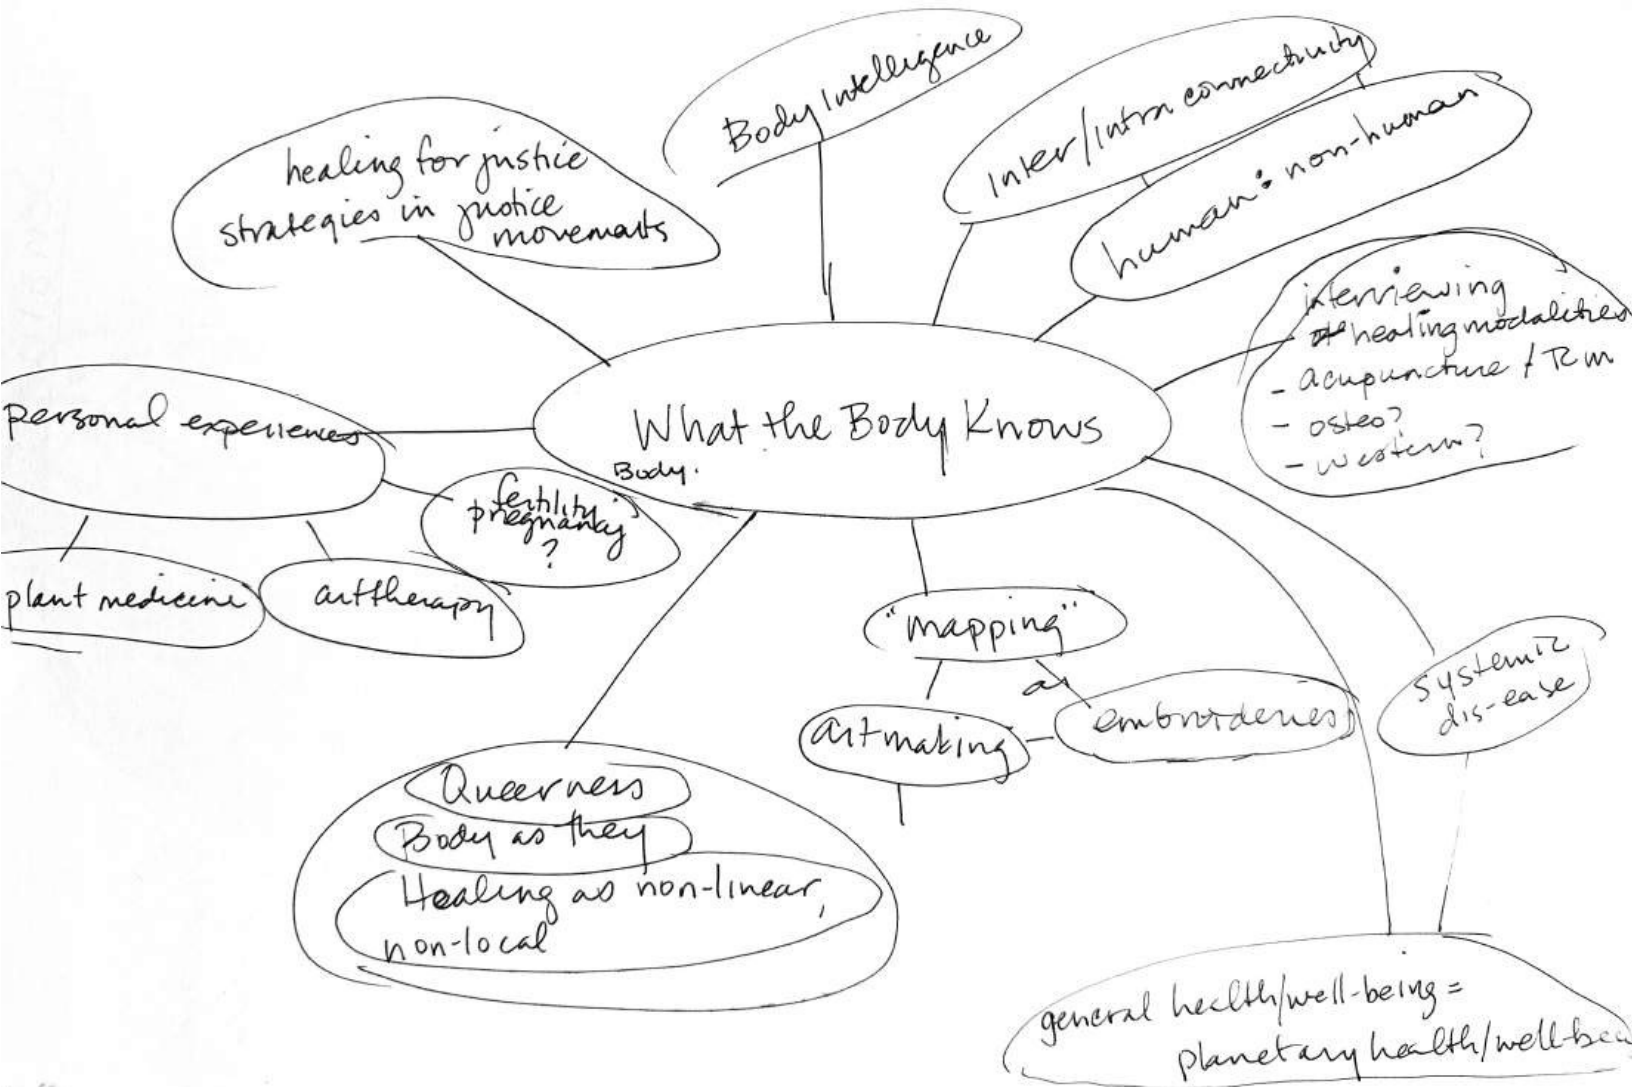 Body Intelligence
Inter/intra connectivity
human : non-human
healing for justice
strategies in justice
movements
interviewing
healing modalities
- acupuncture / TCM
- osteo?
- western?
personal experiences
What the Body Knows
Body.
fertility
pregnancy
?
plant medicine
art therapy
"mapping"
as
artmaking
embroideries
systemic
dis-ease
Queerness
Body as they
Healing as non-linear,
non-local
general health/well-being =
planetary health/well-bei